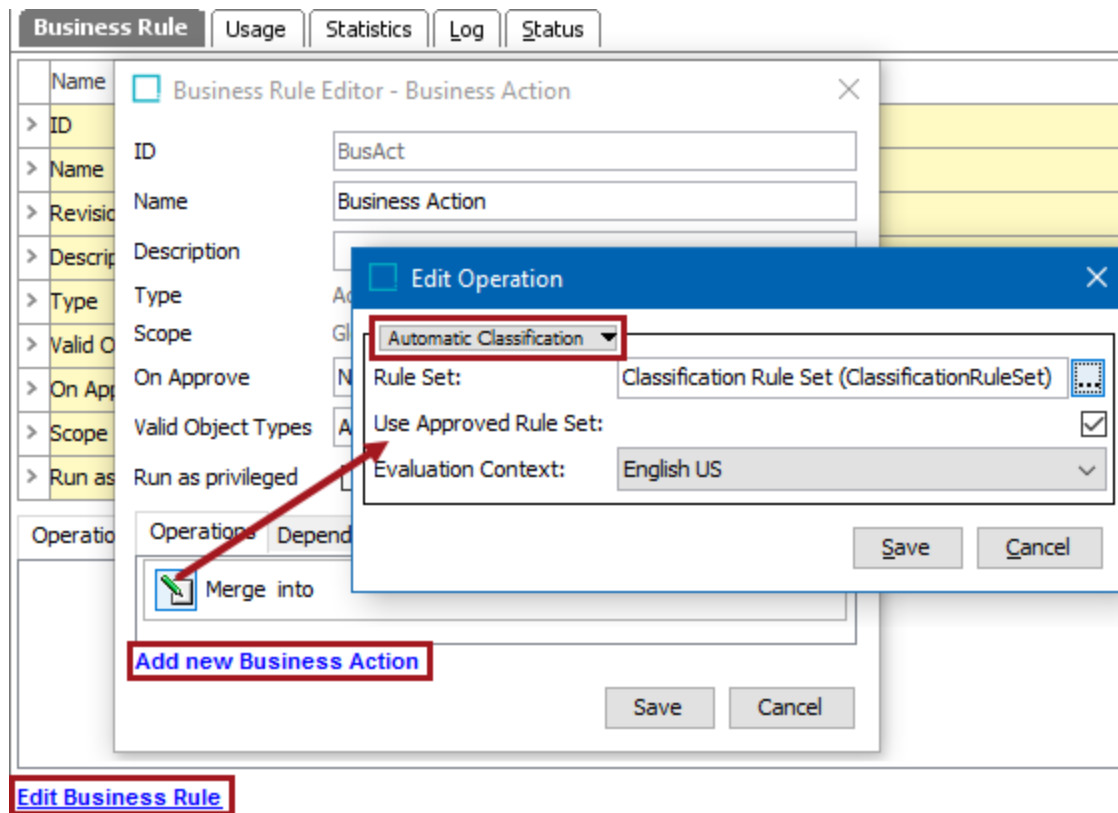 Business Rule Usage Statistics Log Status
Name
Business Rule Editor - Business Action
ID
ID BusAct
Name
Name Business Action
Revisio
Description
Descrip
Edit Operation
Type
Type
Automatic Classification
Scope
Valid O
Rule Set: Classification Rule Set (ClassificationRuleSet) ...
On Approve N
On App
Use Approved Rule Set:
Valid Object Types A
Scope
Evaluation Context: English US
Run as privileged
Run as
Operatio
Operations Depend
Save Cancel
Merge into
Add new Business Action
Save Cancel
Edit Business Rule